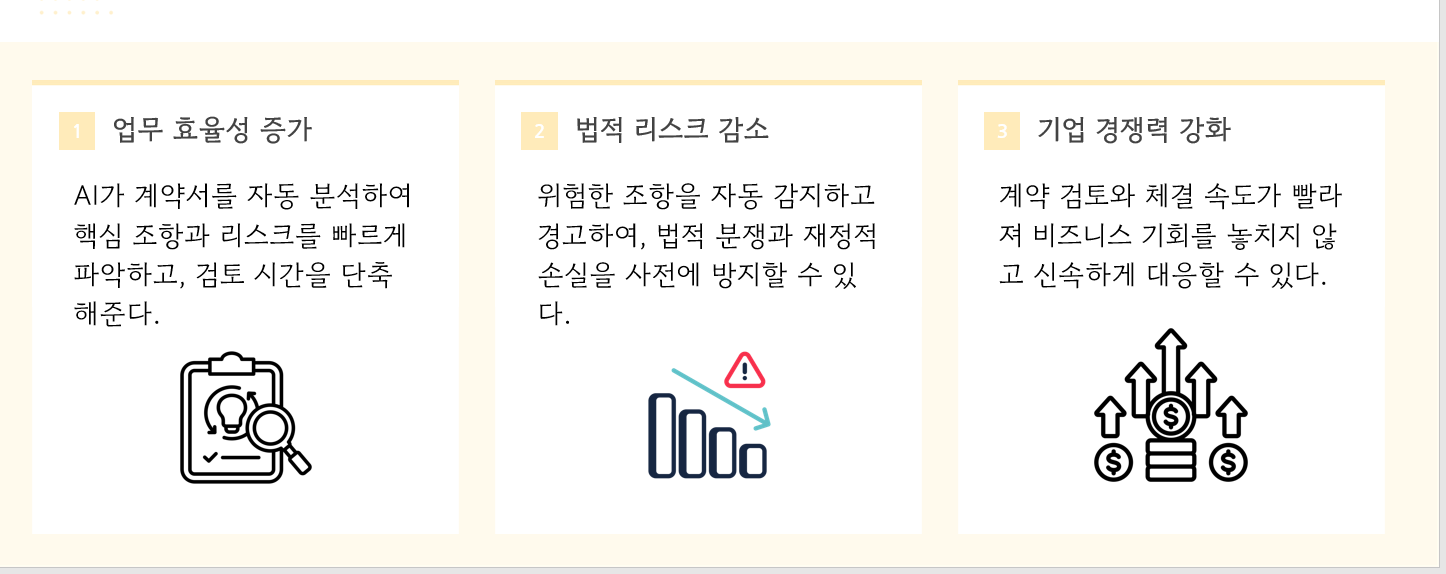 1 업무 효율성 증가
AI가 계약서를 자동 분석하여
핵심 조항과 리스크를 빠르게
파악하고, 검토 시간을 단축
해준다.
2 법적 리스크 감소
위험한 조항을 자동 감지하고
경고하여, 법적 분쟁과 재정적
손실을 사전에 방지할 수 있
다.
3 기업 경쟁력 강화
계약 검토와 체결 속도가 빨라
져 비즈니스 기회를 놓치지 않
고 신속하게 대응할 수 있다.